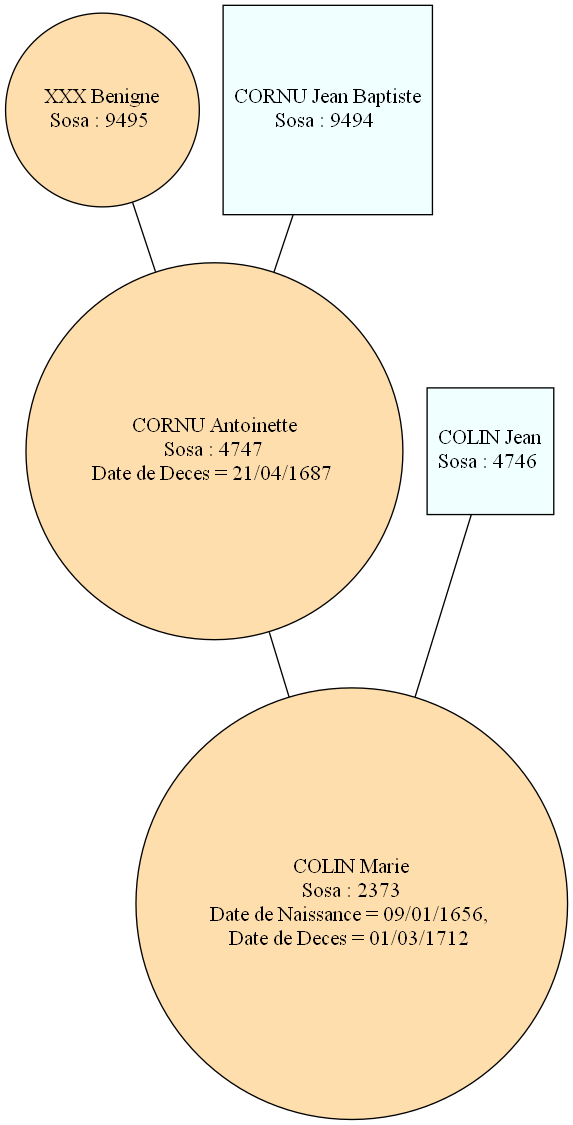 XXX Benigne
Sosa : 9495
CORNU Jean Baptiste
Sosa : 9494
CORNU Antoinette
Sosa : 4747
Date de Deces = 21/04/1687
COLIN Jean
Sosa : 4746
COLIN Marie
Sosa : 2373
Date de Naissance = 09/01/1656,
Date de Deces = 01/03/1712